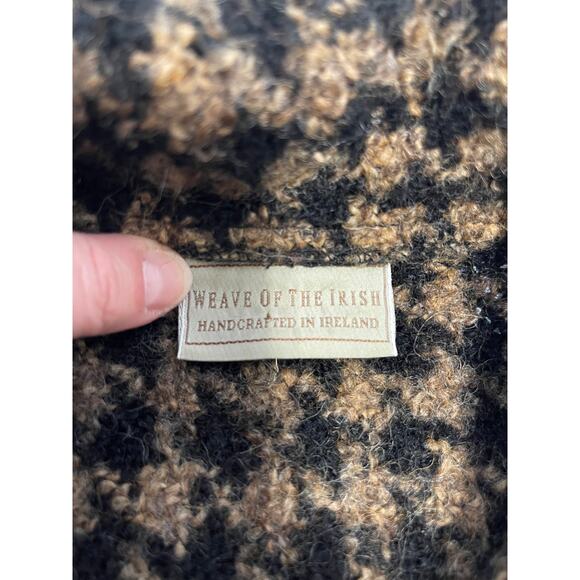 WEAVE OF THE IRISH
HANDCRAFTED IN IRELAND